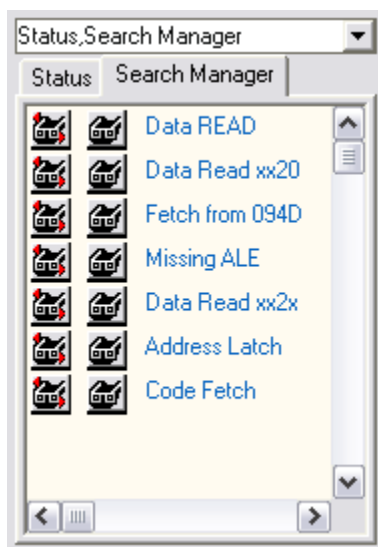 Status,Search Manager
Status Search Manager
Data READ
Data Read xx20
Fetch from 094D
Missing ALE
Data Read xx2x
Address Latch
Code Fetch